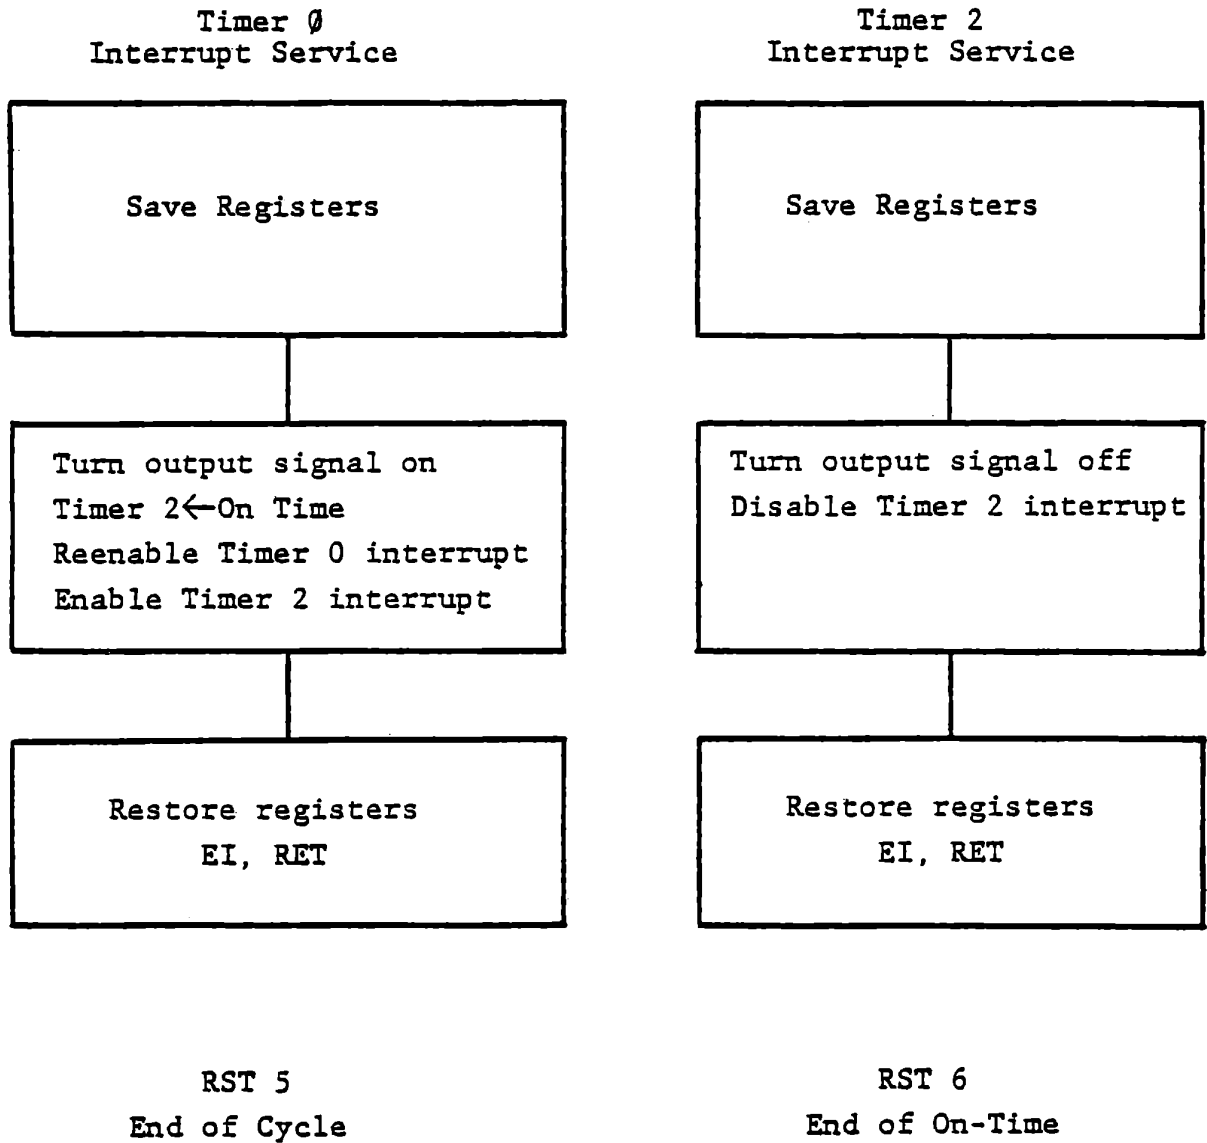 Timer 0
Interrupt Service
Save Registers
Turn output signal on
Timer 2←On Time
Reenable Timer 0 interrupt
Enable Timer 2 interrupt
Restore registers
EI, RET
RST 5
End of Cycle
Timer 2
Interrupt Service
Save Registers
Turn output signal off
Disable Timer 2 interrupt
Restore registers
EI, RET
RST 6
End of On-Time